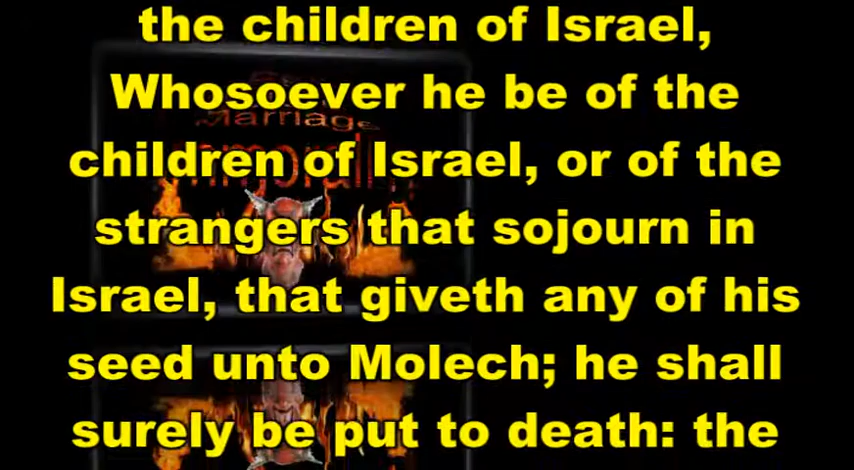 the children of Israel,
Whosoever he be of the
Marriage
children of Israel, or of the
strangers that sojourn in
Israel, that giveth any of his
seed unto Molech; he shall
surely be put to death: the